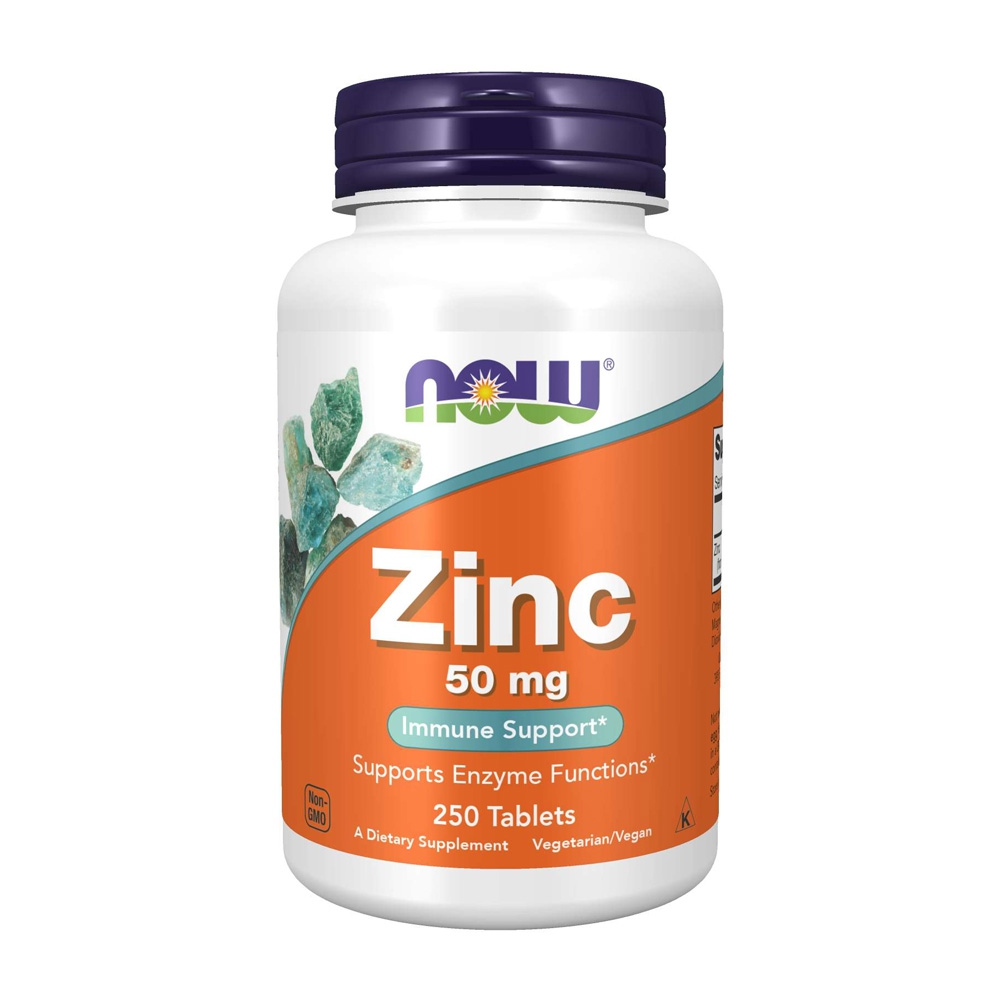 NOW®
Zinc
50 mg
Immune Support*
Supports Enzyme Functions*
250 Tablets
Non-
GMO
A Dietary Supplement Vegetarian/Vegan
K